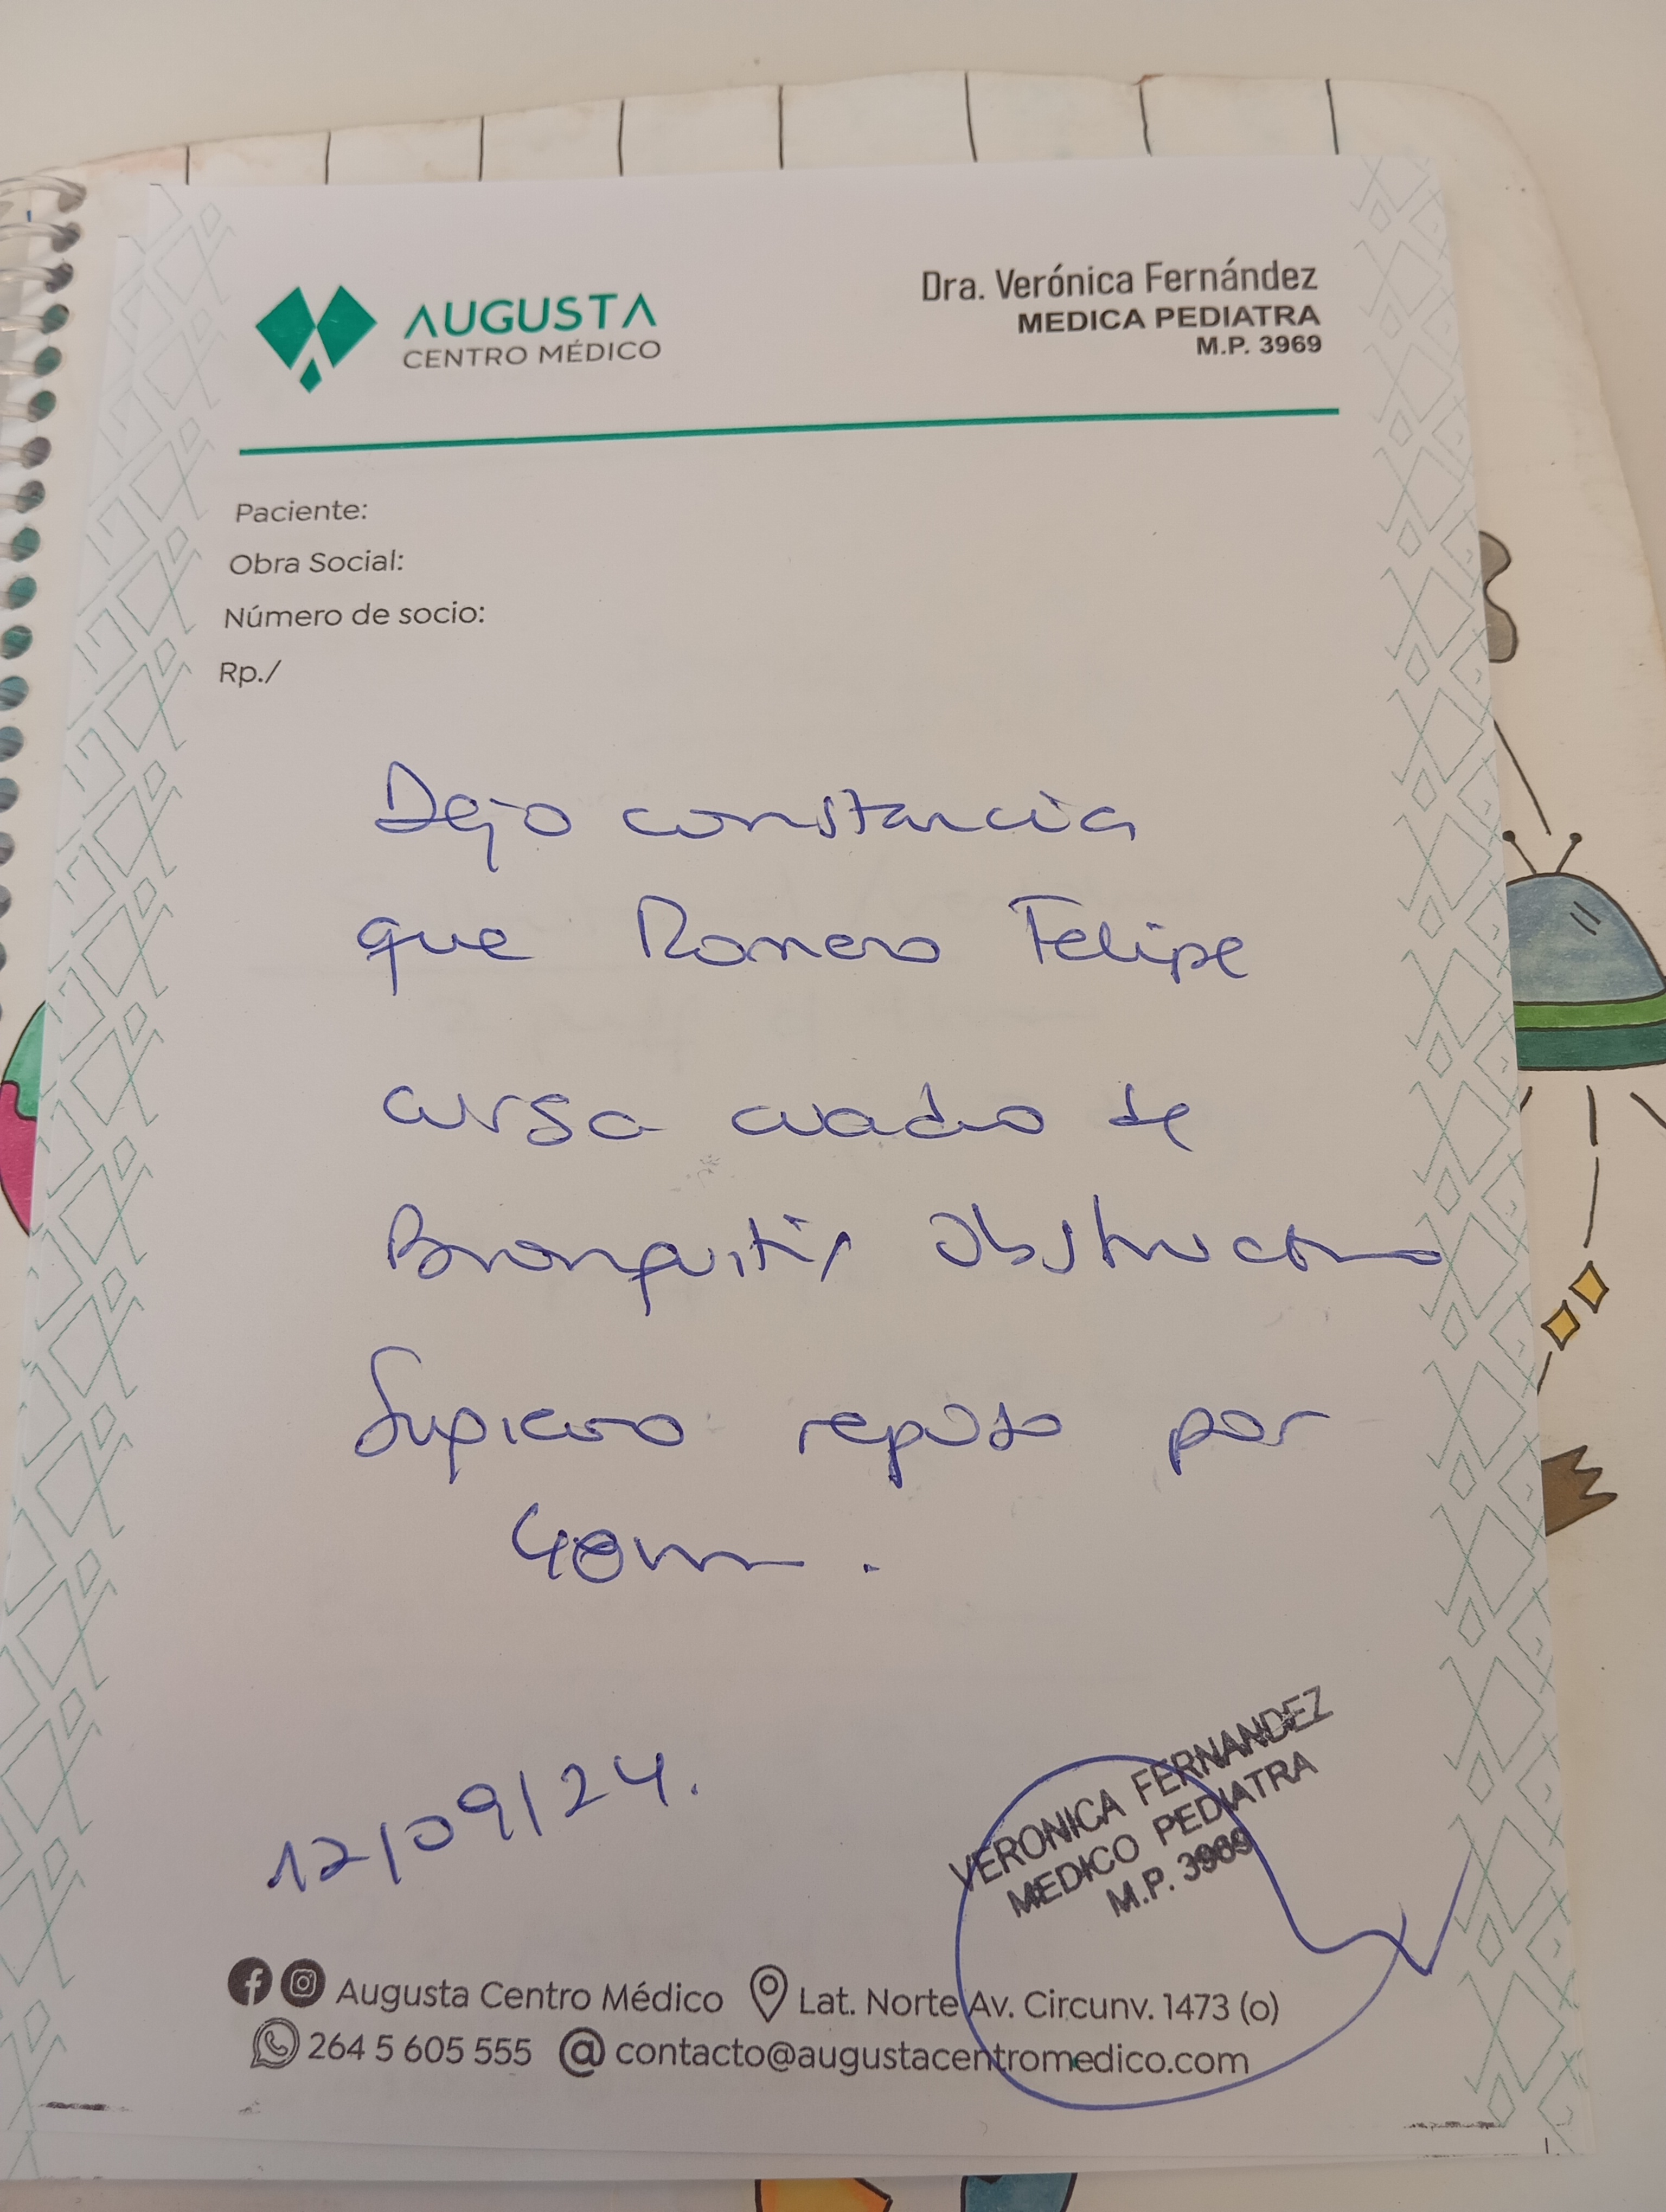 AUGUSTA
CENTRO MÉDICO
Dra. Verónica Fernández
MEDICA PEDIATRA
M.P. 3969
Paciente:
Obra Social:
Número de socio:
Rp./
Dejo constancia
que Romero Felipe
cursa cuadro de
Bronquitis Obstructiva
Sugiero reposo por
48
12/09/24.
VERONICA FERNANDEZ
MEDICO PEDIATRA
M.P. 3969
Augusta Centro Médico Lat. Norte Av. Circunv. 1473 (o)
264 5 605 555 @ contacto@augustacentromedico.com